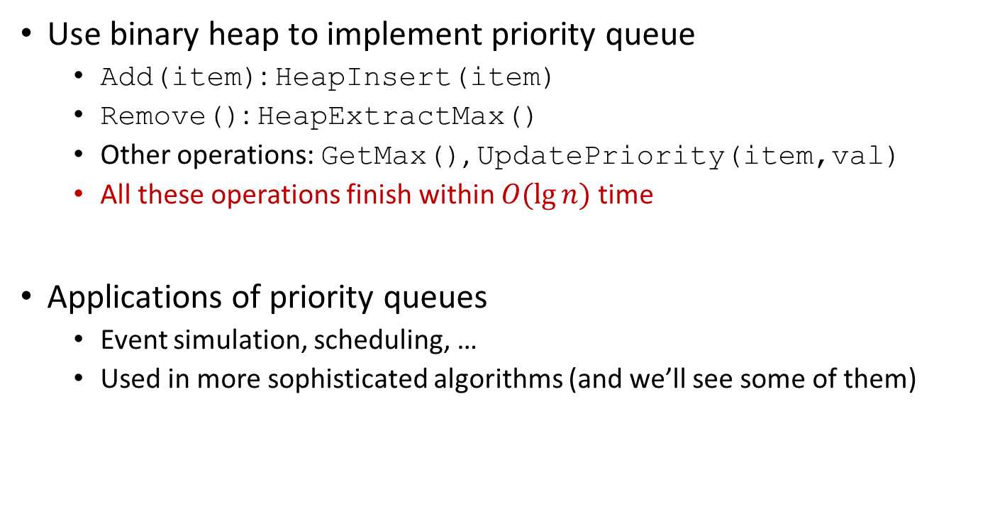 • Use binary heap to implement priority queue
• Add(item): HeapInsert(item)
• Remove(): HeapExtractMax()
• Other operations: GetMax(), UpdatePriority(item,val)
• All these operations finish within O(lg n) time
• Applications of priority queues
• Event simulation, scheduling, …
• Used in more sophisticated algorithms (and we’ll see some of them)